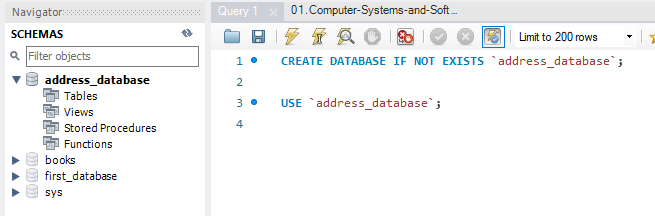 Navigator
SCHEMAS
Filter objects
address_database
Tables
Views
Stored Procedures
Functions
books
first_database
sys
Query 1
01.Computer-Systems-and-Soft...
Limit to 200 rows
1 CREATE DATABASE IF NOT EXISTS `address_database`;
2
3 USE `address_database`;
4